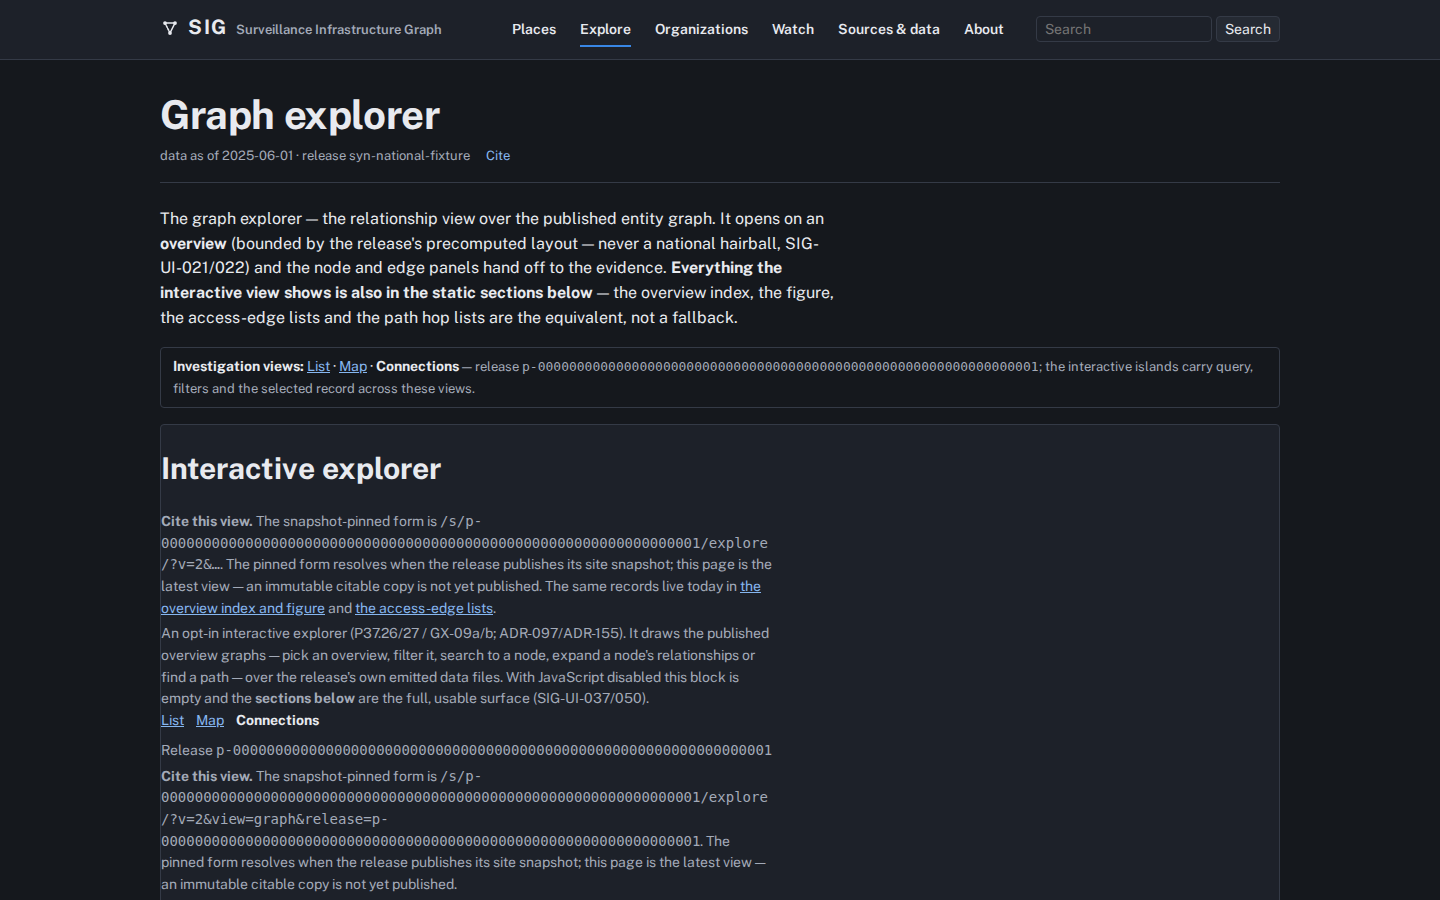 SIG Surveillance Infrastructure Graph Places Explore Organizations Watch Sources & data About Search Search
Graph explorer
data as of 2025-06-01 · release syn-national-fixture Cite
The graph explorer — the relationship view over the published entity graph. It opens on an
overview (bounded by the release's precomputed layout — never a national hairball, SIG-
UI-021/022) and the node and edge panels hand off to the evidence. Everything the
interactive view shows is also in the static sections below — the overview index, the figure,
the access-edge lists and the path hop lists are the equivalent, not a fallback.
Investigation views: List · Map · Connections — release p-0000000000000000000000000000000000000000000000000000000000000001; the interactive islands carry query,
filters and the selected record across these views.
Interactive explorer
Cite this view. The snapshot-pinned form is /s/p-
0000000000000000000000000000000000000000000000000000000000000001/explore
/?v=2&…. The pinned form resolves when the release publishes its site snapshot; this page is the
latest view — an immutable citable copy is not yet published. The same records live today in the
overview index and figure and the access-edge lists.
An opt-in interactive explorer (P37.26/27 / GX-09a/b; ADR-097/ADR-155). It draws the published
overview graphs — pick an overview, filter it, search to a node, expand a node's relationships or
find a path — over the release's own emitted data files. With JavaScript disabled this block is
empty and the sections below are the full, usable surface (SIG-UI-037/050).
List Map Connections
Release p-0000000000000000000000000000000000000000000000000000000000000001
Cite this view. The snapshot-pinned form is /s/p-
0000000000000000000000000000000000000000000000000000000000000001/explore
/?v=2&view=graph&release=p-
0000000000000000000000000000000000000000000000000000000000000001. The
pinned form resolves when the release publishes its site snapshot; this page is the latest view —
an immutable citable copy is not yet published.